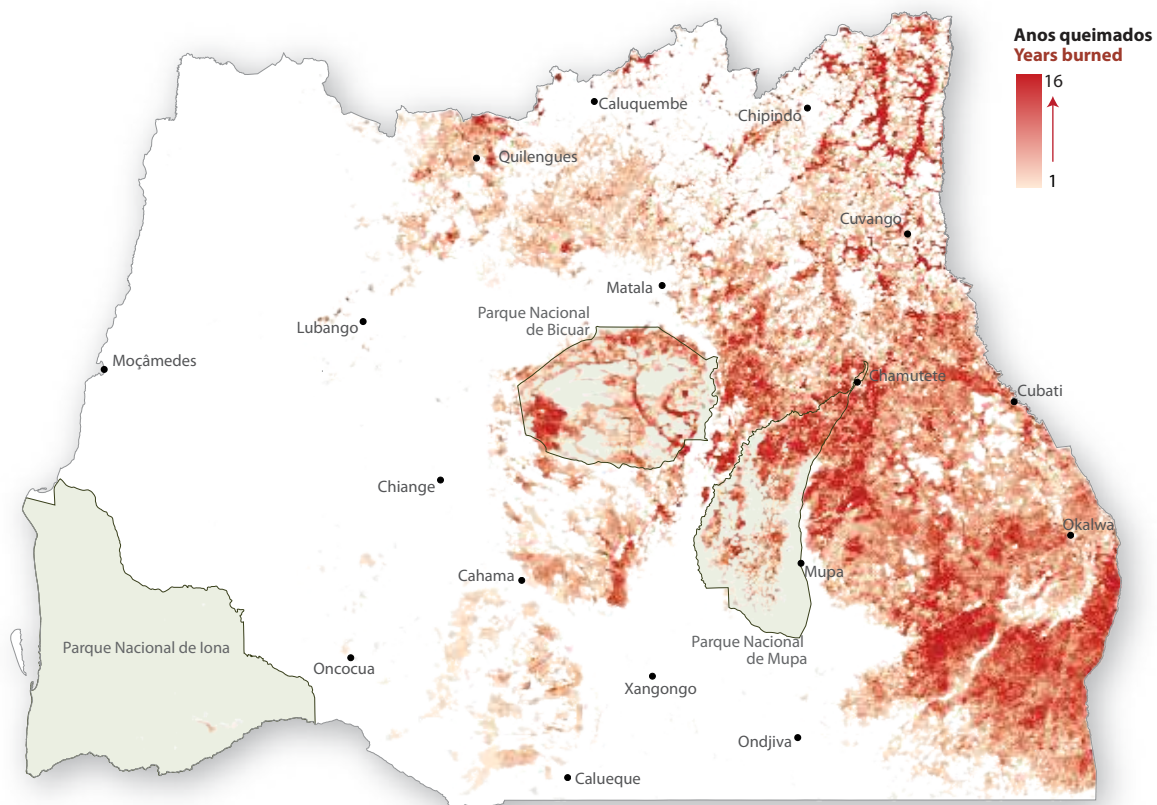 Anos queimados
Years burned
16
1
Caluquembe
Chipindo
Quilengues
Cuvango
Matala
Parque Nacional
de Bicuar
Lubango
Moçâmedes
Chamutete
Cubati
Chiange
Okalwa
Cahama
Mupa
Parque Nacional de Iona
Parque Nacional
de Mupa
Oncocua
Xangongo
Ondjiva
Calueque